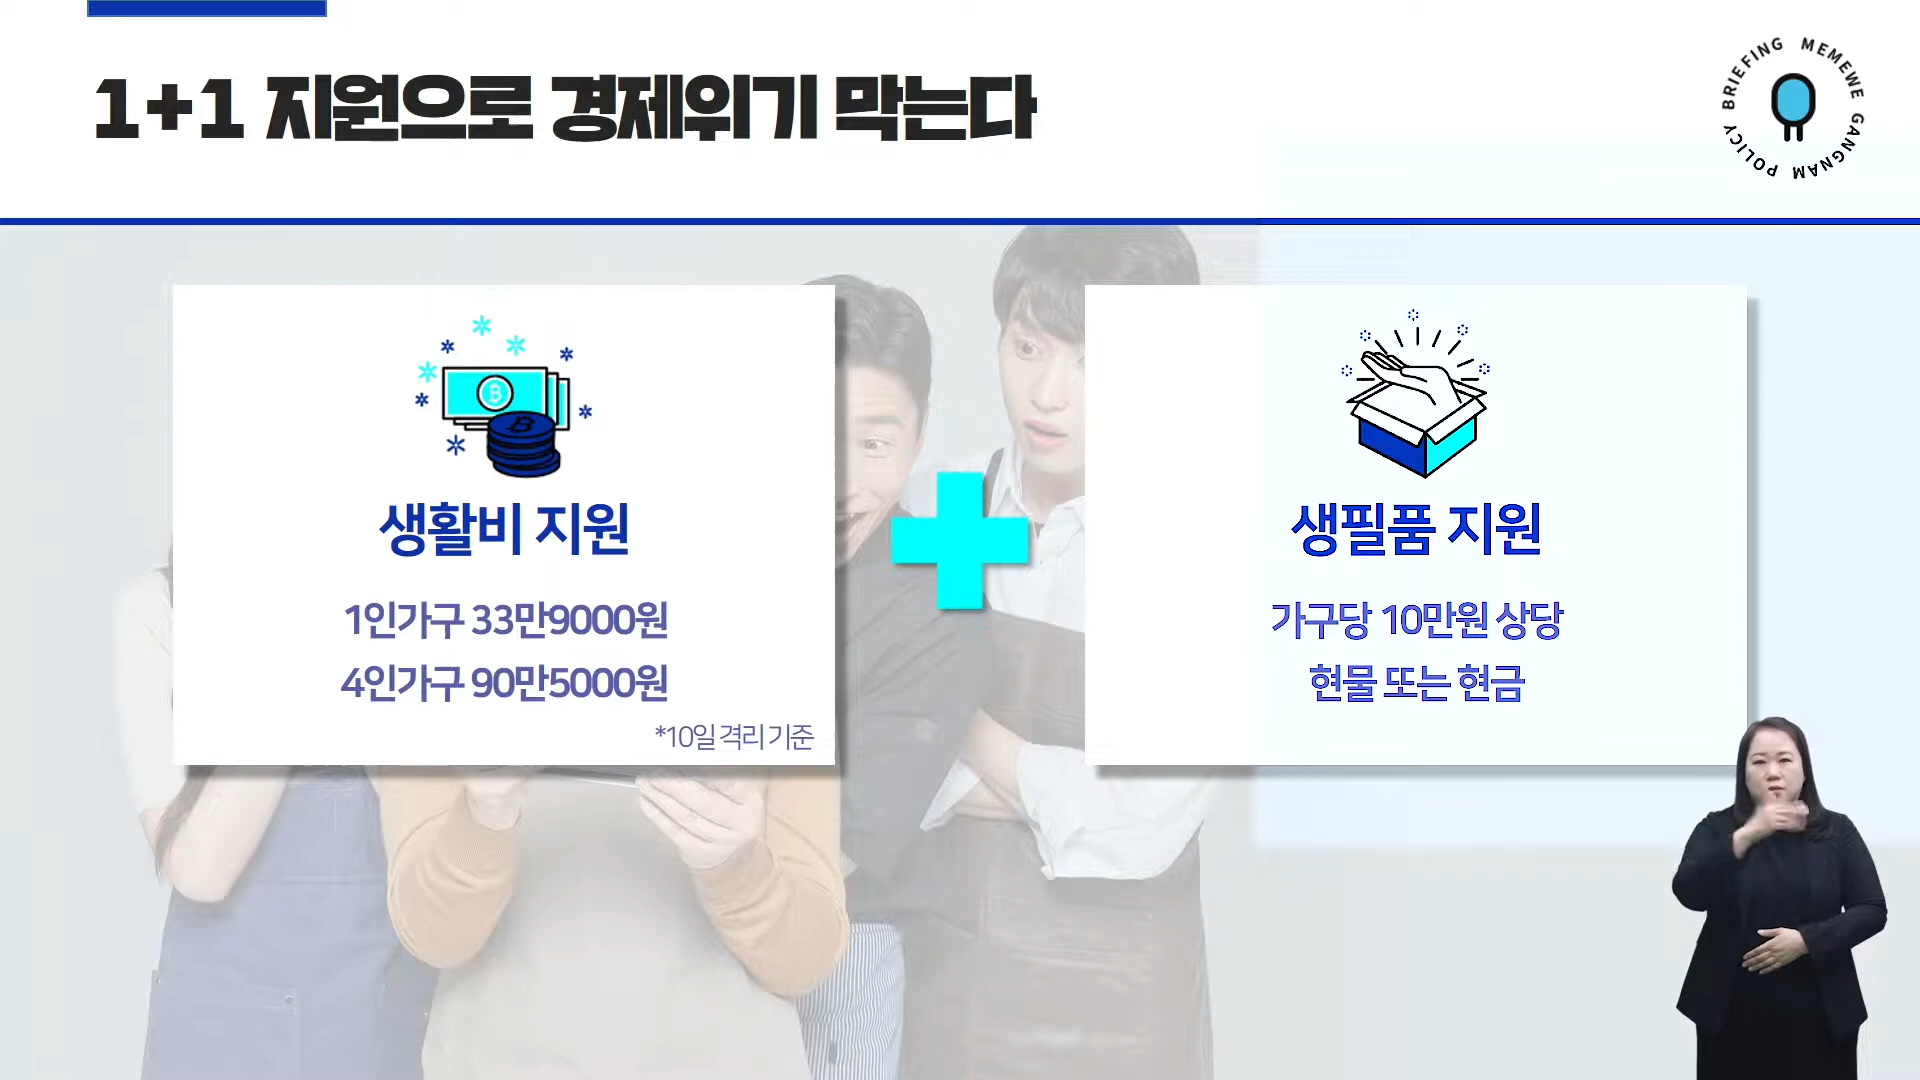 1+1 지원으로 경제위기 막는다
MEMEWE GANGNAM POLICY BRIEFING
생활비 지원
1인가구 33만9000원
4인가구 90만5000원
*10일 격리 기준
생필품 지원
가구당 10만원 상당
현물 또는 현금